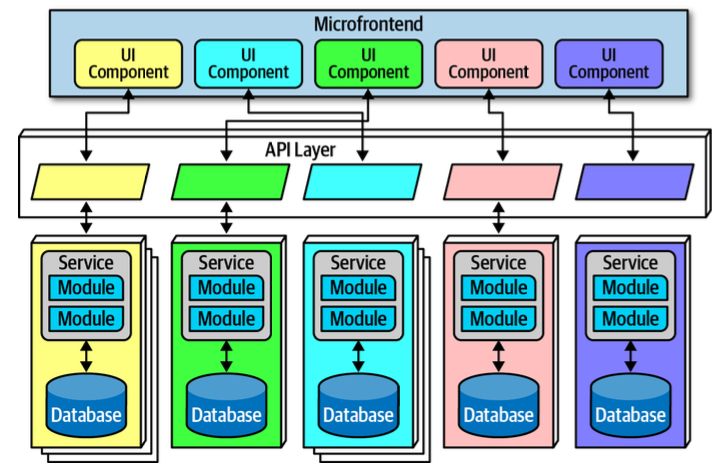 Microfrontend
UI
Component
UI
Component
UI
Component
UI
Component
UI
Component
API Layer
Service
Module
Module
Database
Service
Module
Module
Database
Service
Module
Module
Database
Service
Module
Module
Database
Service
Module
Module
Database